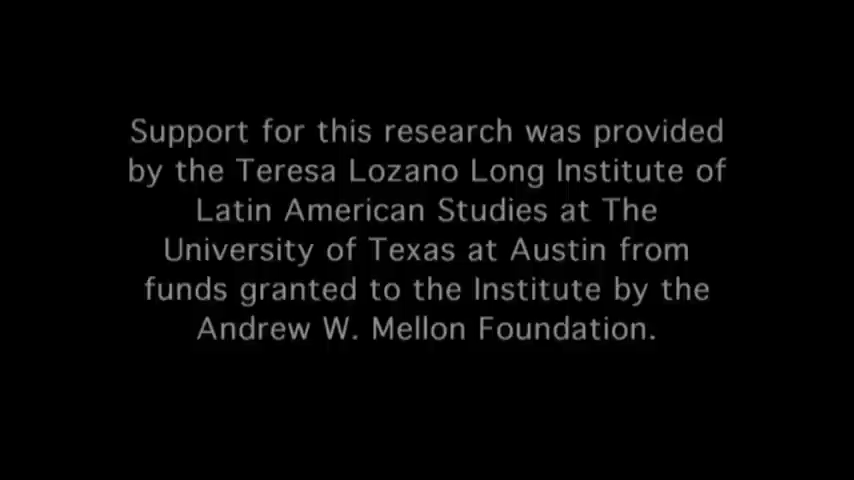 Support for this research was provided
by the Teresa Lozano Long Institute of
Latin American Studies at The
University of Texas at Austin from
funds granted to the Institute by the
Andrew W. Mellon Foundation.